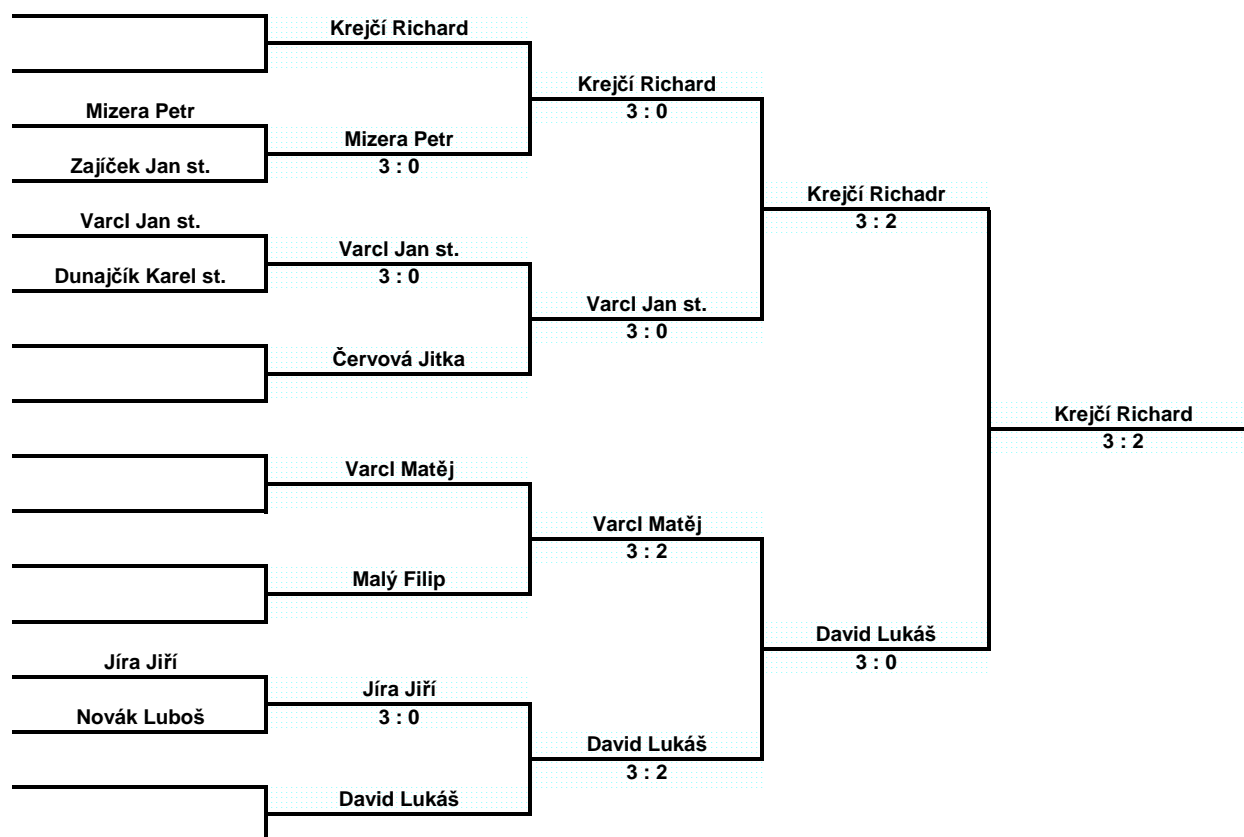 Krejčí Richard
Krejčí Richard
3 : 0
Mizera Petr
Mizera Petr
3 : 0
Zajíček Jan st.
Krejčí Richadr
3 : 2
Varcl Jan st.
Varcl Jan st.
3 : 0
Dunajčík Karel st.
Varcl Jan st.
3 : 0
Červová Jitka
Krejčí Richard
3 : 2
Varcl Matěj
Varcl Matěj
3 : 2
Malý Filip
David Lukáš
3 : 0
Jíra Jiří
Jíra Jiří
3 : 0
Novák Luboš
David Lukáš
3 : 2
David Lukáš